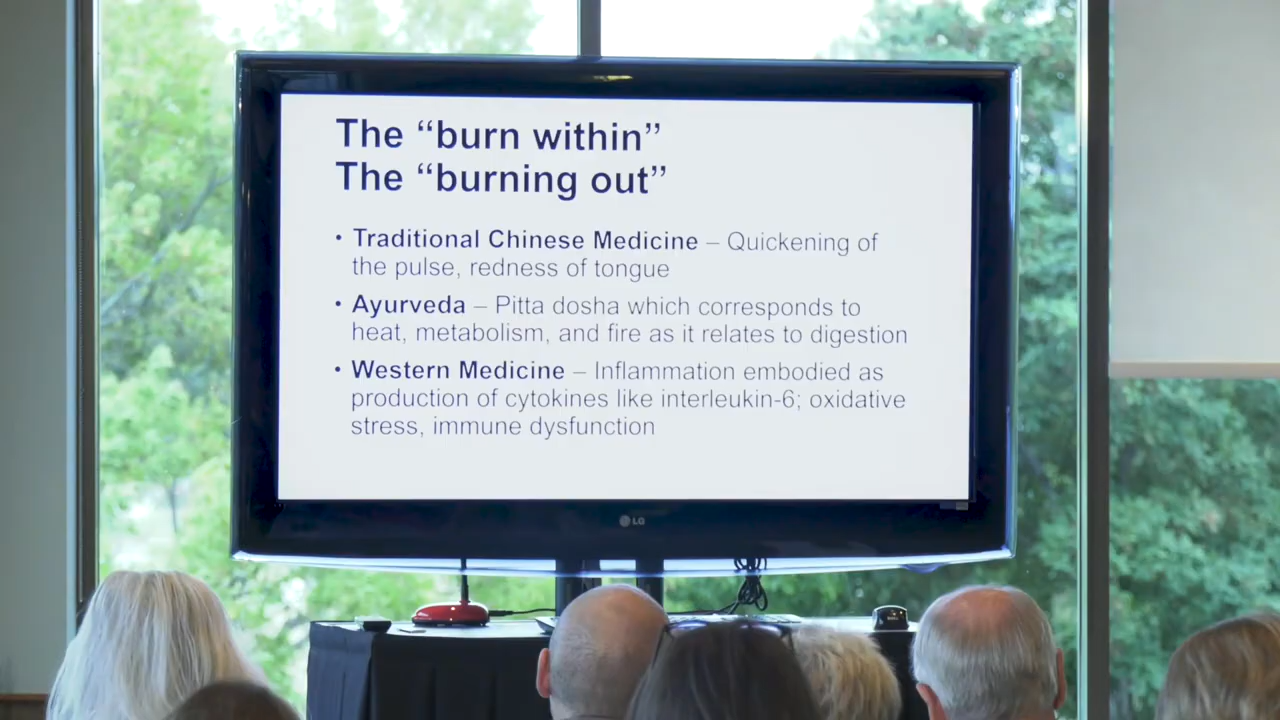 The “burn within”
The “burning out”
• Traditional Chinese Medicine – Quickening of
the pulse, redness of tongue
• Ayurveda – Pitta dosha which corresponds to
heat, metabolism, and fire as it relates to digestion
• Western Medicine – Inflammation embodied as
production of cytokines like interleukin-6; oxidative
stress, immune dysfunction
LG